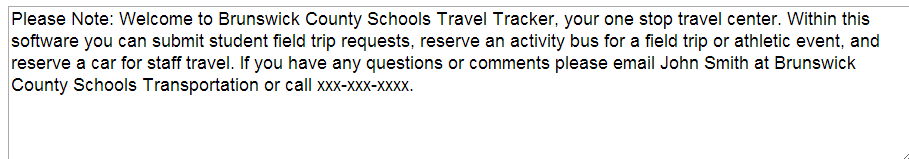 Please Note: Welcome to Brunswick County Schools Travel Tracker, your one stop travel center. Within this
software you can submit student field trip requests, reserve an activity bus for a field trip or athletic event, and
reserve a car for staff travel. If you have any questions or comments please email John Smith at Brunswick
County Schools Transportation or call xxx-xxx-xxxx.